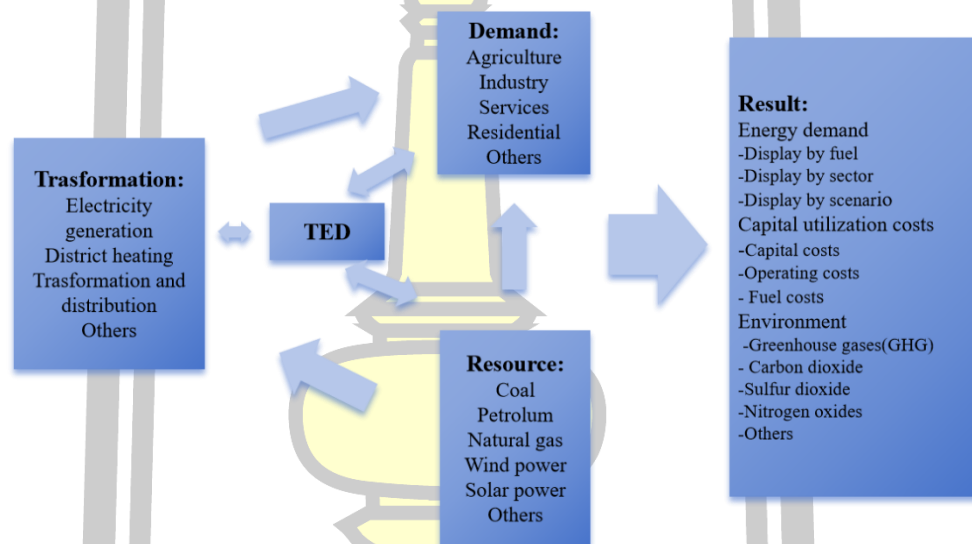 Demand:
Agriculture
Industry
Services
Residential
Others
Trasformation:
Electricity
generation
District heating
Trasformation and
distribution
Others
TED
Resource:
Coal
Petrolum
Natural gas
Wind power
Solar power
Others
Result:
Energy demand
-Display by fuel
-Display by sector
-Display by scenario
Capital utilization costs
-Capital costs
-Operating costs
- Fuel costs
Environment
-Greenhouse gases(GHG)
- Carbon dioxide
-Sulfur dioxide
-Nitrogen oxides
-Others